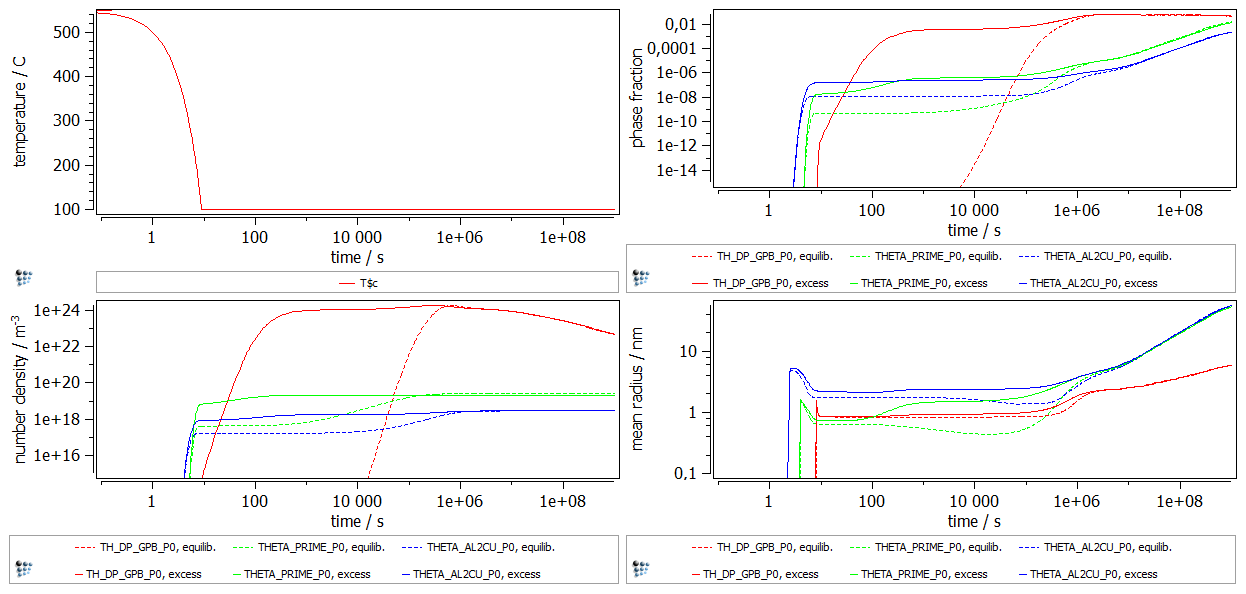 temperature / C
500
400
300
200
100
1
100
10 000
1e+06
1e+08
time / s
T$c
phase fraction
0,01
0,0001
1e-06
1e-08
1e-10
1e-12
1e-14
1
100
10 000
1e+06
1e+08
time / s
TH_DP_GPB_P0, equilib.
THETA_PRIME_P0, equilib.
THETA_AL2CU_P0, equilib.
TH_DP_GPB_P0, excess
THETA_PRIME_P0, excess
THETA_AL2CU_P0, excess
number density / m-3
1e+24
1e+22
1e+20
1e+18
1e+16
1
100
10 000
1e+06
1e+08
time / s
TH_DP_GPB_P0, equilib.
THETA_PRIME_P0, equilib.
THETA_AL2CU_P0, equilib.
TH_DP_GPB_P0, excess
THETA_PRIME_P0, excess
THETA_AL2CU_P0, excess
mean radius / nm
10
1
0,1
1
100
10 000
1e+06
1e+08
time / s
TH_DP_GPB_P0, equilib.
THETA_PRIME_P0, equilib.
THETA_AL2CU_P0, equilib.
TH_DP_GPB_P0, excess
THETA_PRIME_P0, excess
THETA_AL2CU_P0, excess